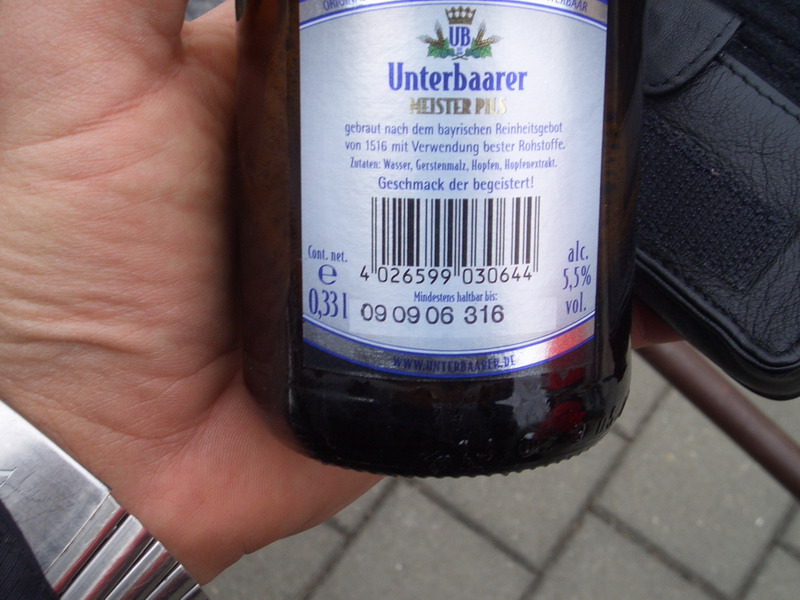 ORIGINAL
UB
Unterbaarer
MEISTER PILS
gebraut nach dem bayrischen Reinheitsgebot
von 1516 mit Verwendung bester Rohstoffe.
Zutaten: Wasser, Gerstenmalz, Hopfen, Hopfenextrakt.
Geschmack der begeistert!
Cont. net.
e
0,33 l
4 026599 030644
alc.
5,5%
vol.
Mindestens haltbar bis:
09 09 06 316
WWW.UNTERBAARER.DE